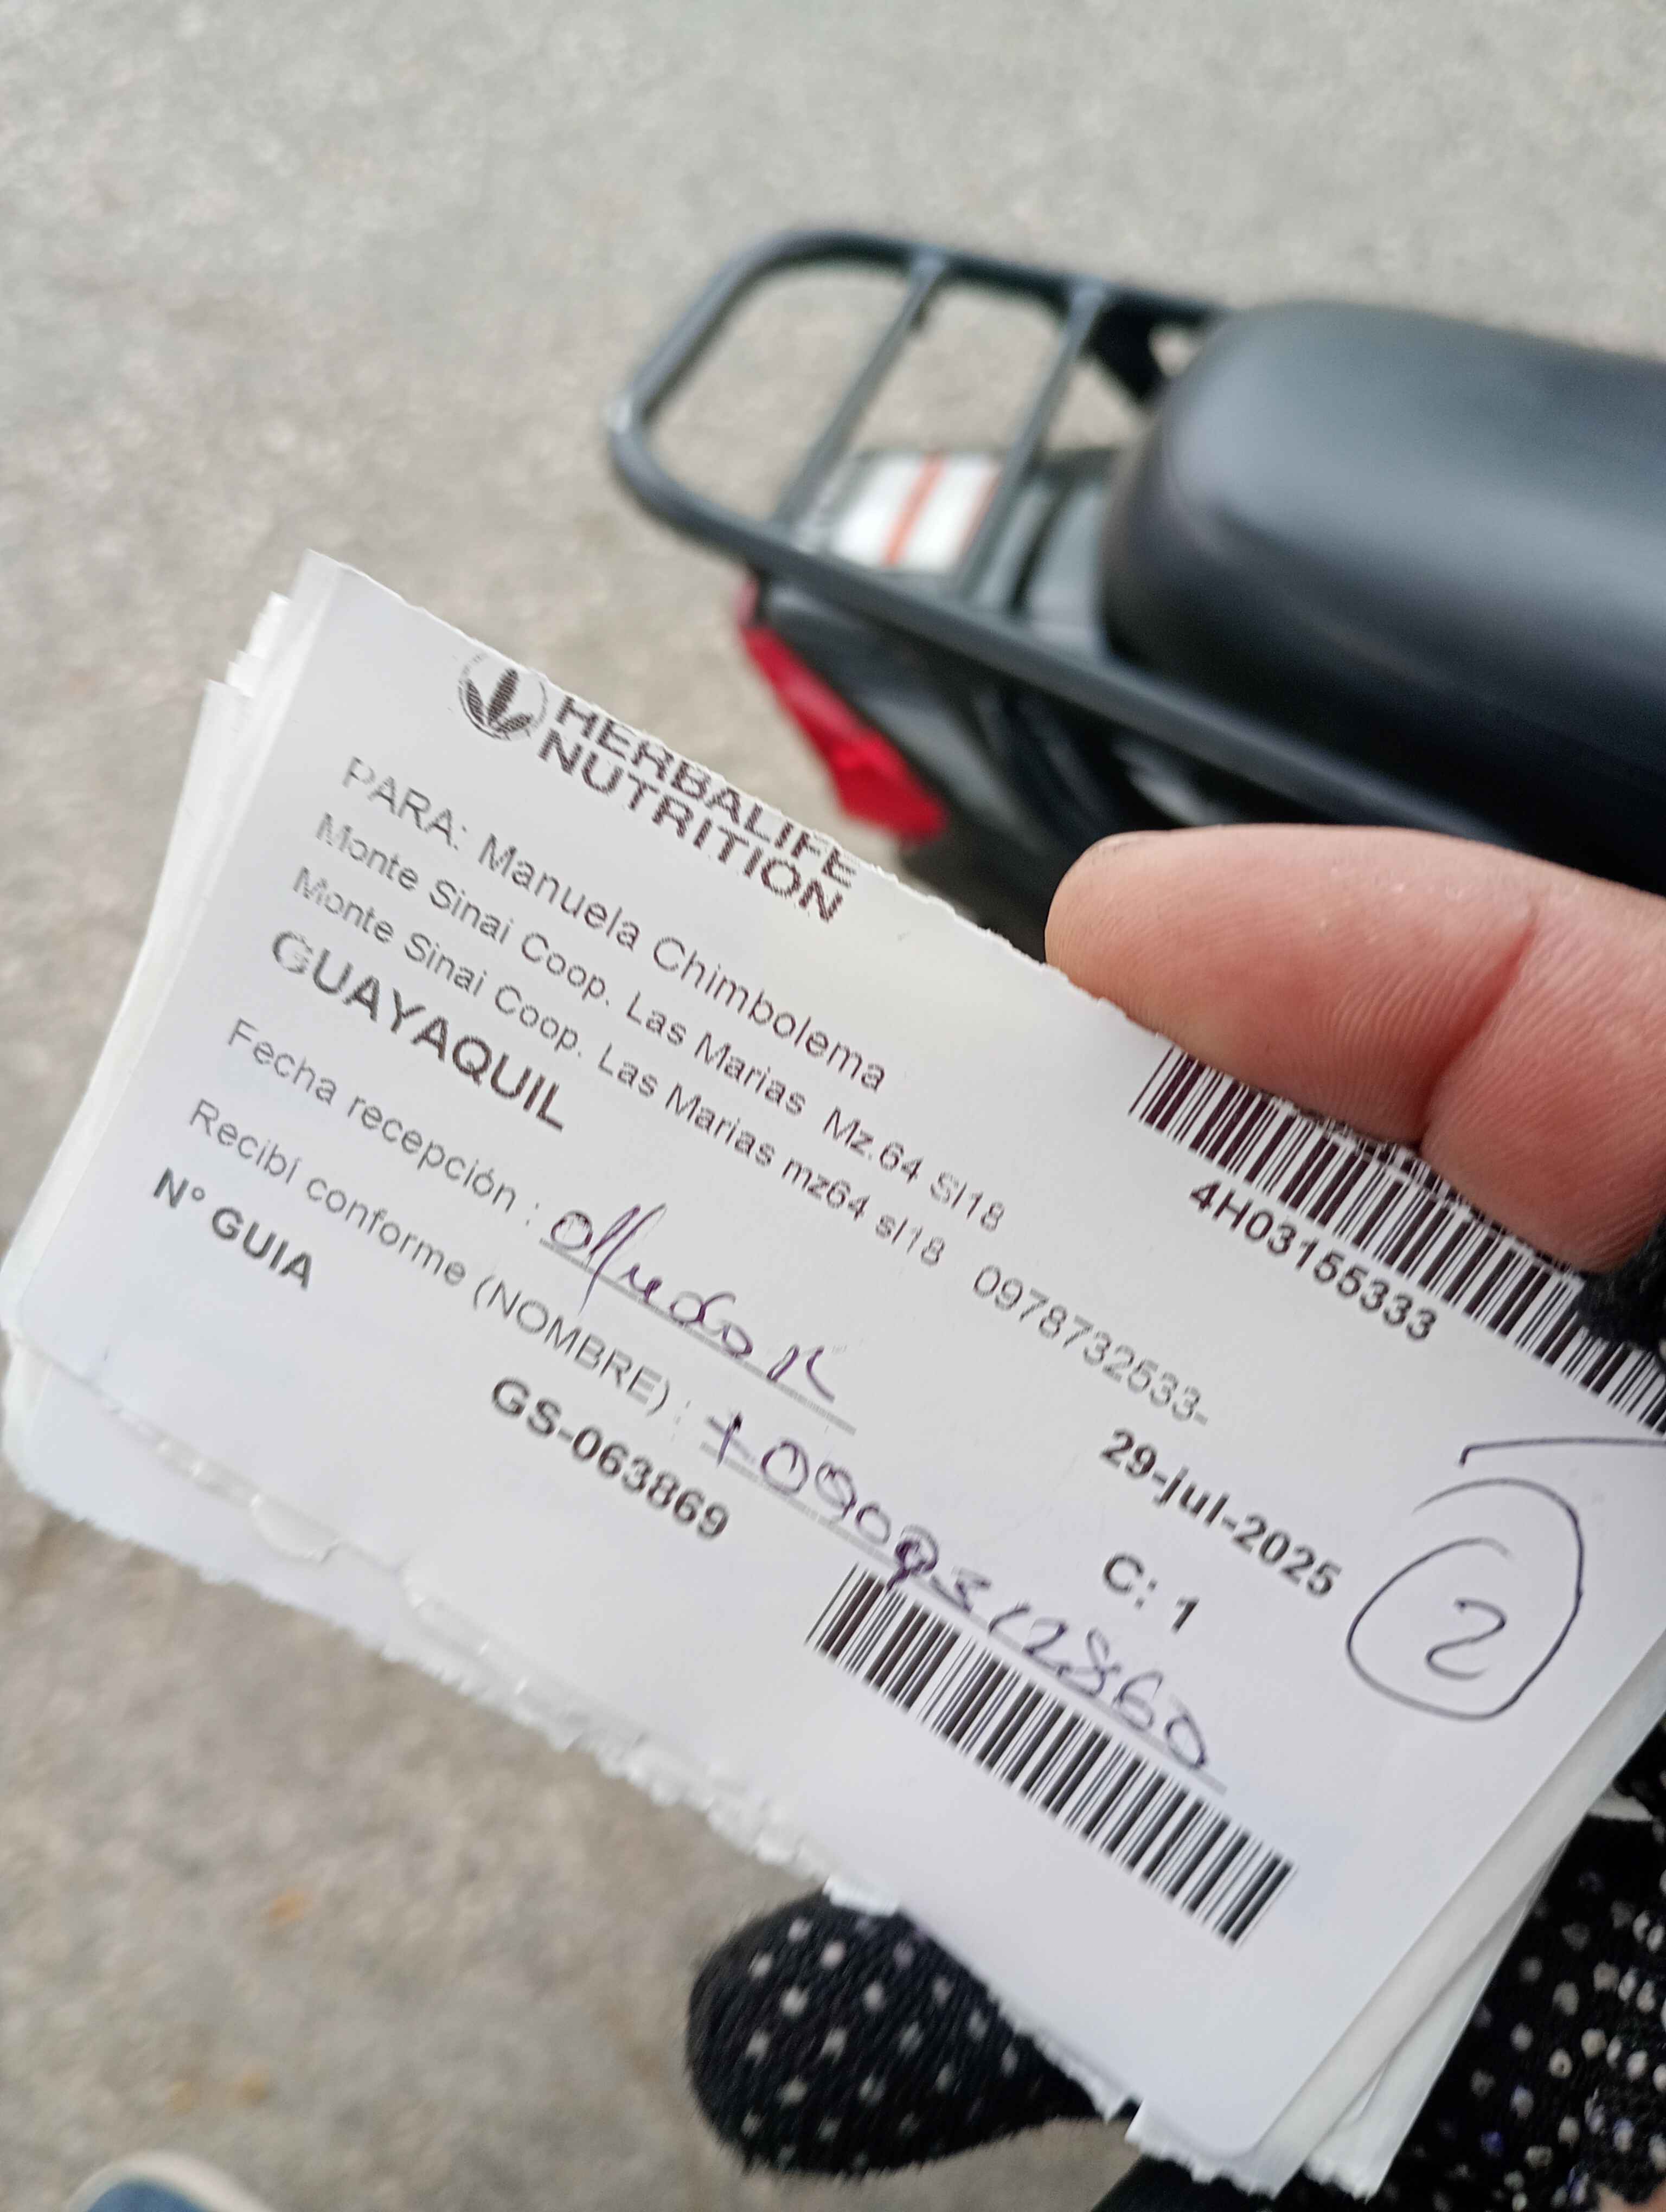 HERBALIFE
NUTRITION
PARA: Manuela Chimbolema
Monte Sinai Coop. Las Marias Mz.64 Sl18
Monte Sinai Coop. Las Marias mz64 sl18 0978732533-
GUAYAQUIL
4H03155333
29-jul-2025
Fecha recepción :
Recibí conforme (NOMBRE) :
C: 1
2
N° GUIA
GS-063869